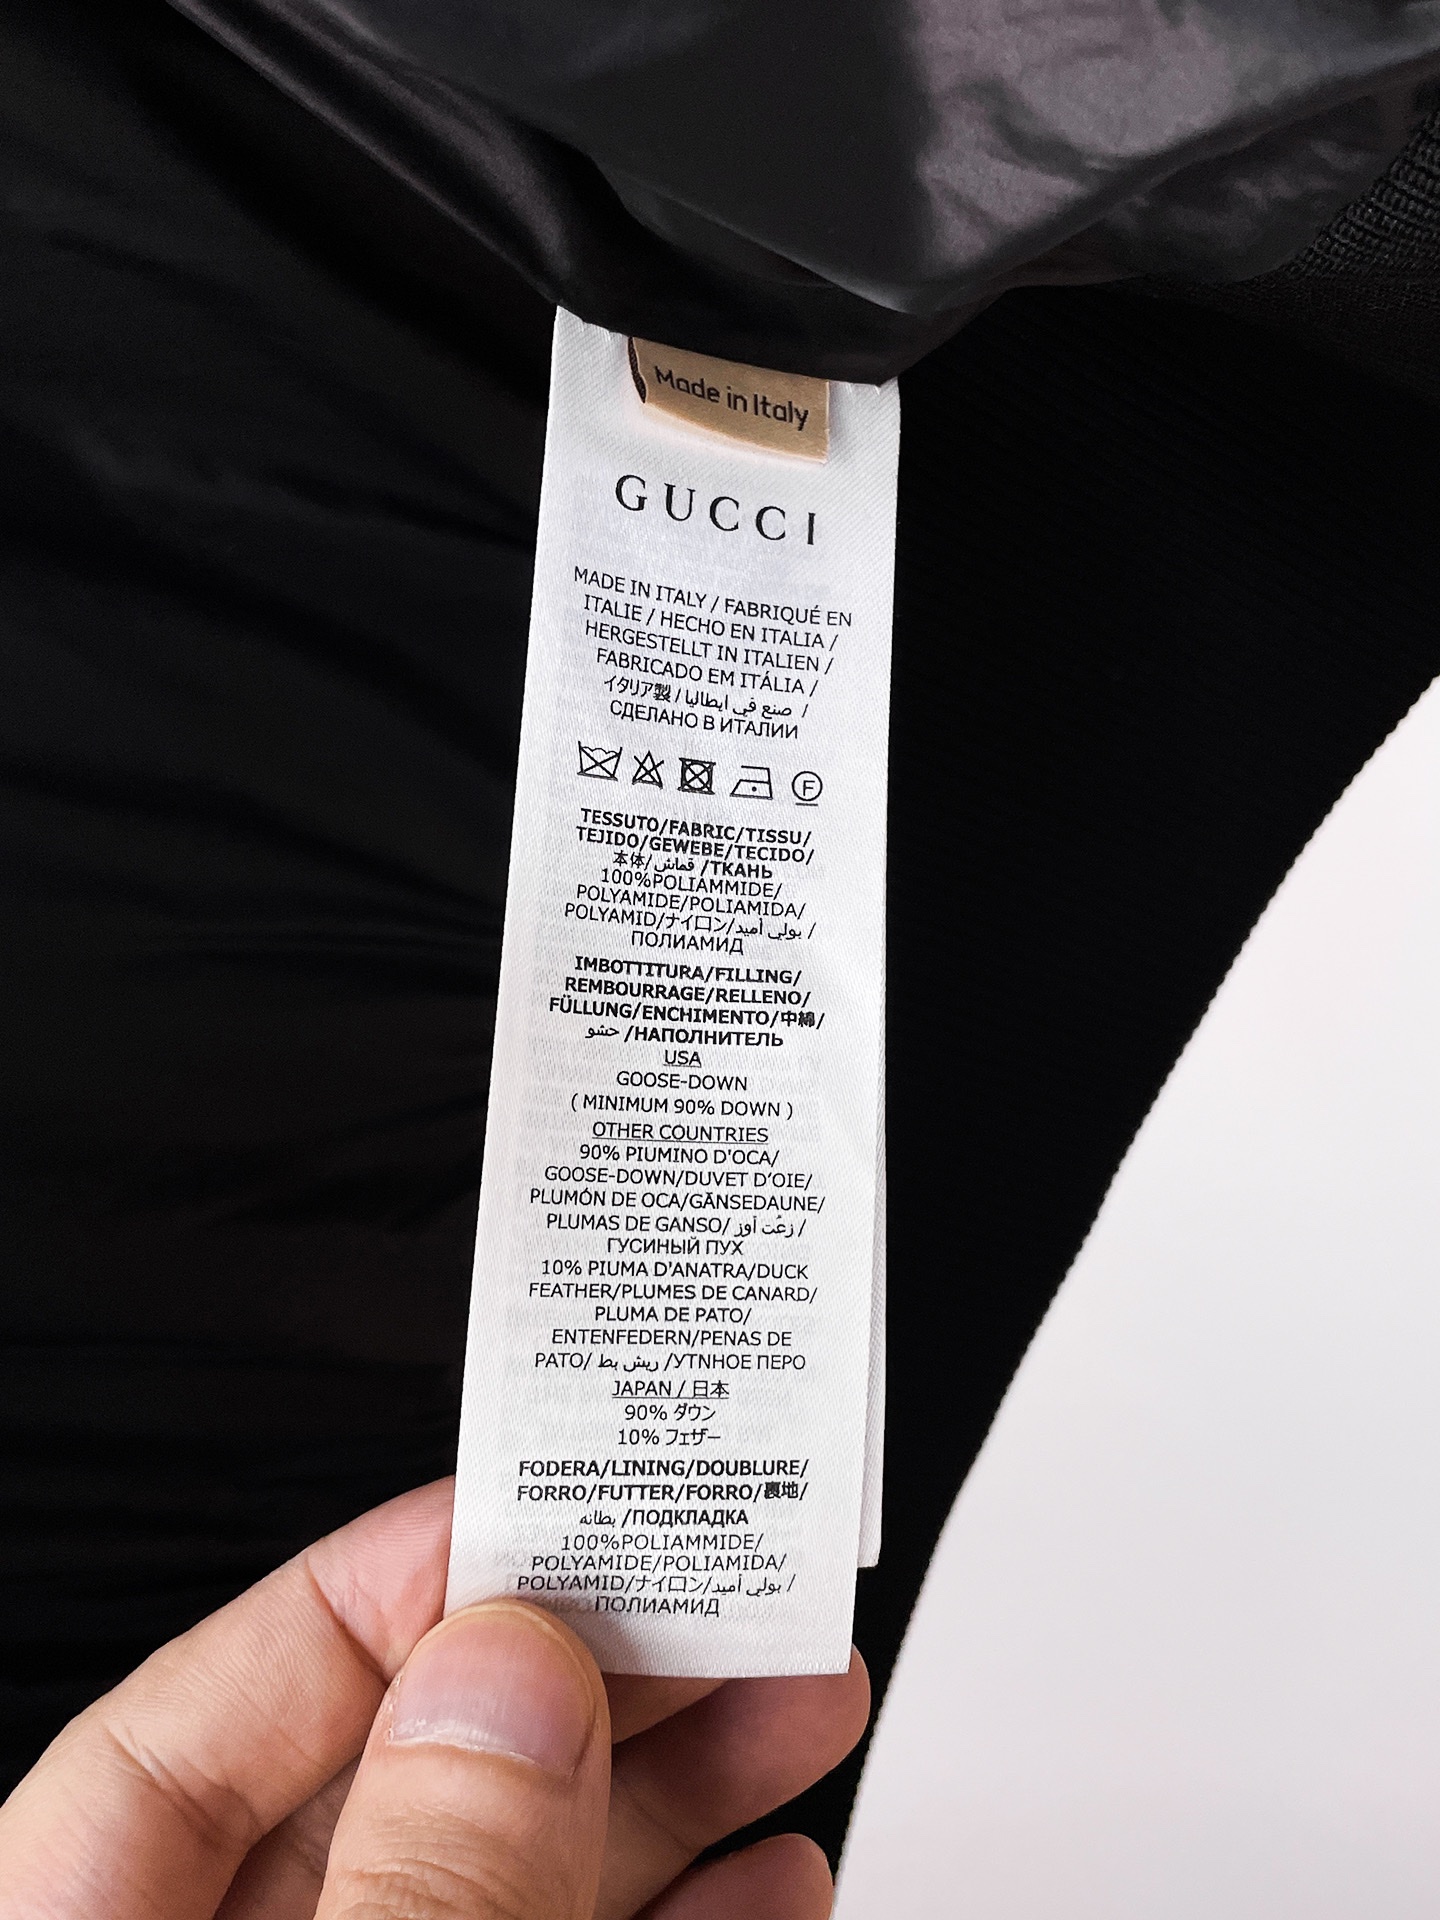 Made in Italy
GUCCI
MADE IN ITALY / FABRIQUÉ EN
ITALIE / HECHO EN ITALIA /
HERGESTELLT IN ITALIEN /
FABRICADO EM ITÁLIA /
イタリア製 / صنع في ايطاليا /
СДЕЛАНО В ИТАЛИИ
F
TESSUTO/FABRIC/TISSU/
TEJIDO/GEWEBE/TECIDO/
本体/قماش /ТКАНЬ
100%POLIAMMIDE/
POLYAMIDE/POLIAMIDA/
POLYAMID/ナイロン/بولي أميد /
ПОЛИАМИД
IMBOTTITURA/FILLING/
REMBOURRAGE/RELLENO/
FÜLLUNG/ENCHIMENTO/中綿/
حشو /НАПОЛНИТЕЛЬ
USA
GOOSE-DOWN
( MINIMUM 90% DOWN )
OTHER COUNTRIES
90% PIUMINO D'OCA/
GOOSE-DOWN/DUVET D'OIE/
PLUMÓN DE OCA/GÄNSEDAUNE/
PLUMAS DE GANSO/ زغُب أوز /
ГУСИНЫЙ ПУХ
10% PIUMA D'ANATRA/DUCK
FEATHER/PLUMES DE CANARD/
PLUMA DE PATO/
ENTENFEDERN/PENAS DE
PATO/ ريش بط /УТNНОЕ ПЕРО
JAPAN / 日本
90% ダウン
10% フェザー
FODERA/LINING/DOUBLURE/
FORRO/FUTTER/FORRO/裏地/
بطانه /ПОДКЛАДКА
100%POLIAMMIDE/
POLYAMIDE/POLIAMIDA/
POLYAMID/ナイロン/بولي أميد /
ПОЛИАМИД